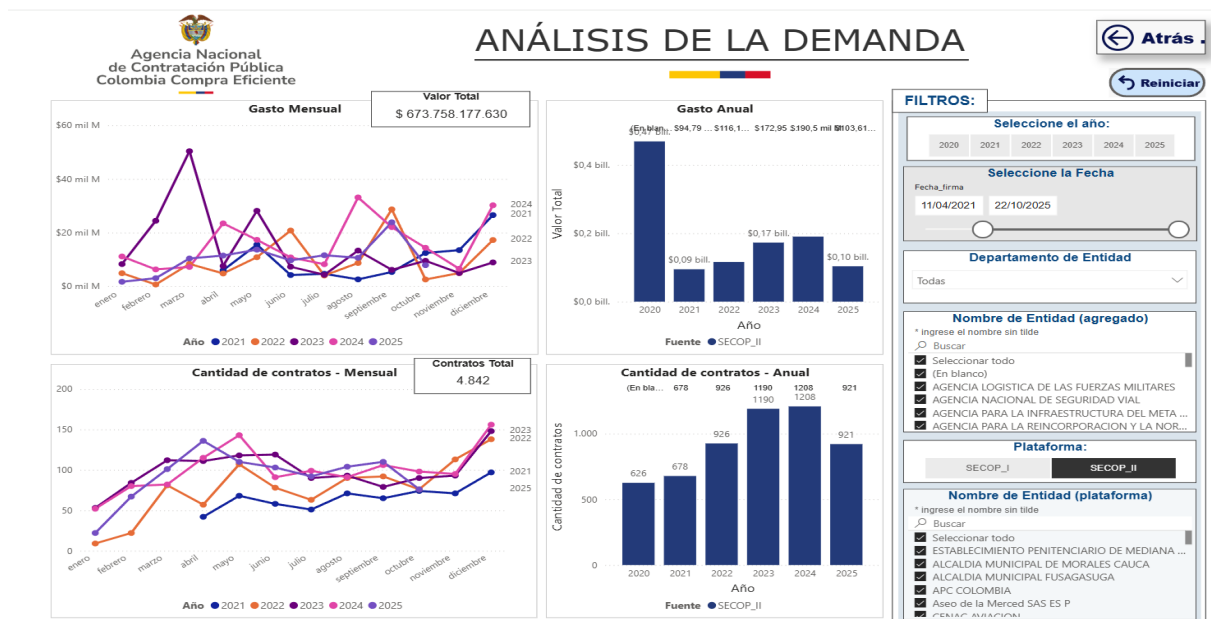 Agencia Nacional
de Contratación Pública
Colombia Compra Eficiente
ANÁLISIS DE LA DEMANDA
Atrás .
Reiniciar
Gasto Mensual
Valor Total
$ 673.758.177.630
$60 mil M
$40 mil M
$20 mil M
$0 mil M
2024
2021
2022
2023
enero
febrero
marzo
abril
mayo
junio
julio
agosto
septiembre
octubre
noviembre
diciembre
Año 2021 2022 2023 2024 2025
Gasto Anual
(En blan... $94,79 ... $116,1... $172,95 $190,5 mil M $103,61...
$0,47 bill.
$0,4 bill.
$0,2 bill.
$0,0 bill.
$0,09 bill.
$0,17 bill.
$0,10 bill.
Valor Total
2020 2021 2022 2023 2024 2025
Año
Fuente SECOP_II
Cantidad de contratos - Mensual
Contratos Total
4.842
200
150
100
50
0
2023
2022
2021
2025
enero
febrero
marzo
abril
mayo
junio
julio
agosto
septiembre
octubre
noviembre
diciembre
Año 2021 2022 2023 2024 2025
Cantidad de contratos - Anual
(En bla... 678 926 1190 1208 921
1190 1208
926 921
626 678
1.000
500
0
Cantidad de contratos
2020 2021 2022 2023 2024 2025
Año
Fuente SECOP_II
FILTROS:
Seleccione el año:
2020 2021 2022 2023 2024 2025
Seleccione la Fecha
Fecha_firma
11/04/2021 22/10/2025
Departamento de Entidad
Todas
Nombre de Entidad (agregado)
* ingrese el nombre sin tilde
Buscar
Seleccionar todo
(En blanco)
AGENCIA LOGISTICA DE LAS FUERZAS MILITARES
AGENCIA NACIONAL DE SEGURIDAD VIAL
AGENCIA PARA LA INFRAESTRUCTURA DEL META ...
AGENCIA PARA LA REINCORPORACION Y LA NOR...
Plataforma:
SECOP_I SECOP_II
Nombre de Entidad (plataforma)
* ingrese el nombre sin tilde
Buscar
Seleccionar todo
ESTABLECIMIENTO PENITENCIARIO DE MEDIANA ...
ALCALDIA MUNICIPAL DE MORALES CAUCA
ALCALDIA MUNICIPAL FUSAGASUGA
APC COLOMBIA
Aseo de la Merced SAS ES P
CENAC AVIACION